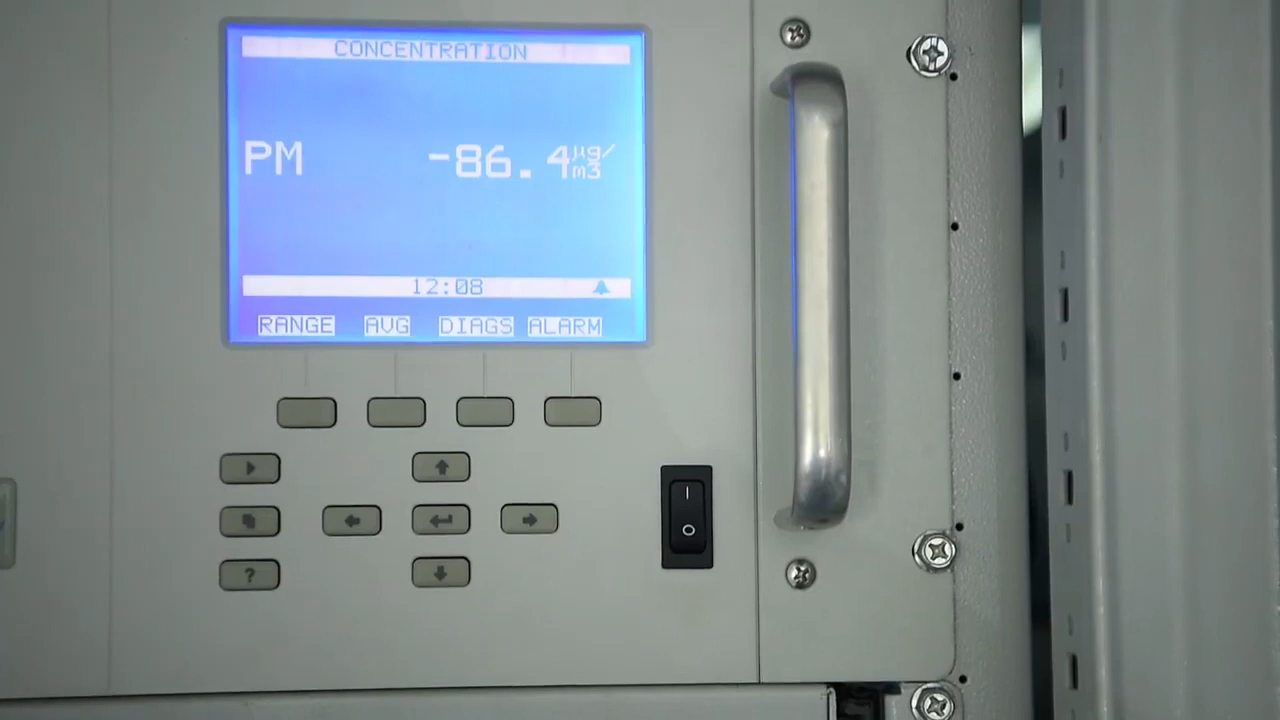 CONCENTRATION
PM -86.4 µg/m3
12:08
RANGE AVG DIAGS ALARM
?